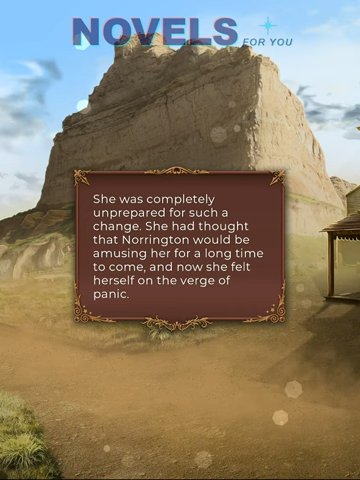 NOVELS
FOR YOU
She was completely
unprepared for such a
change. She had thought
that Norrington would be
amusing her for a long time
to come, and now she felt
herself on the verge of
panic.